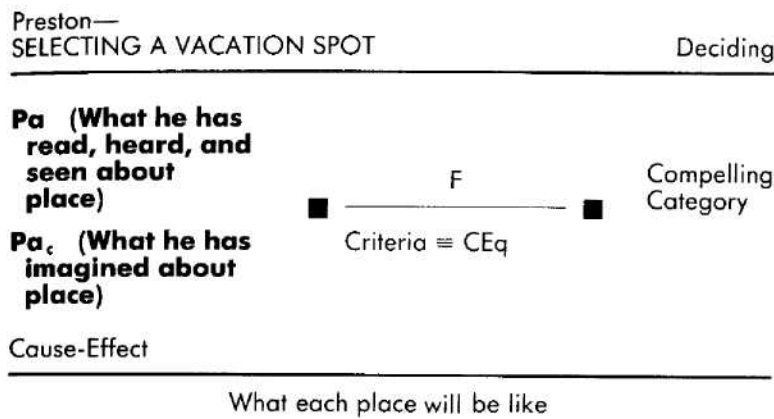 Preston—
SELECTING A VACATION SPOT
Deciding
Pa (What he has
read, heard, and
seen about
place)
F
Criteria ≡ CEq
Compelling
Category
Pa꜀ (What he has
imagined about
place)
Cause-Effect
What each place will be like